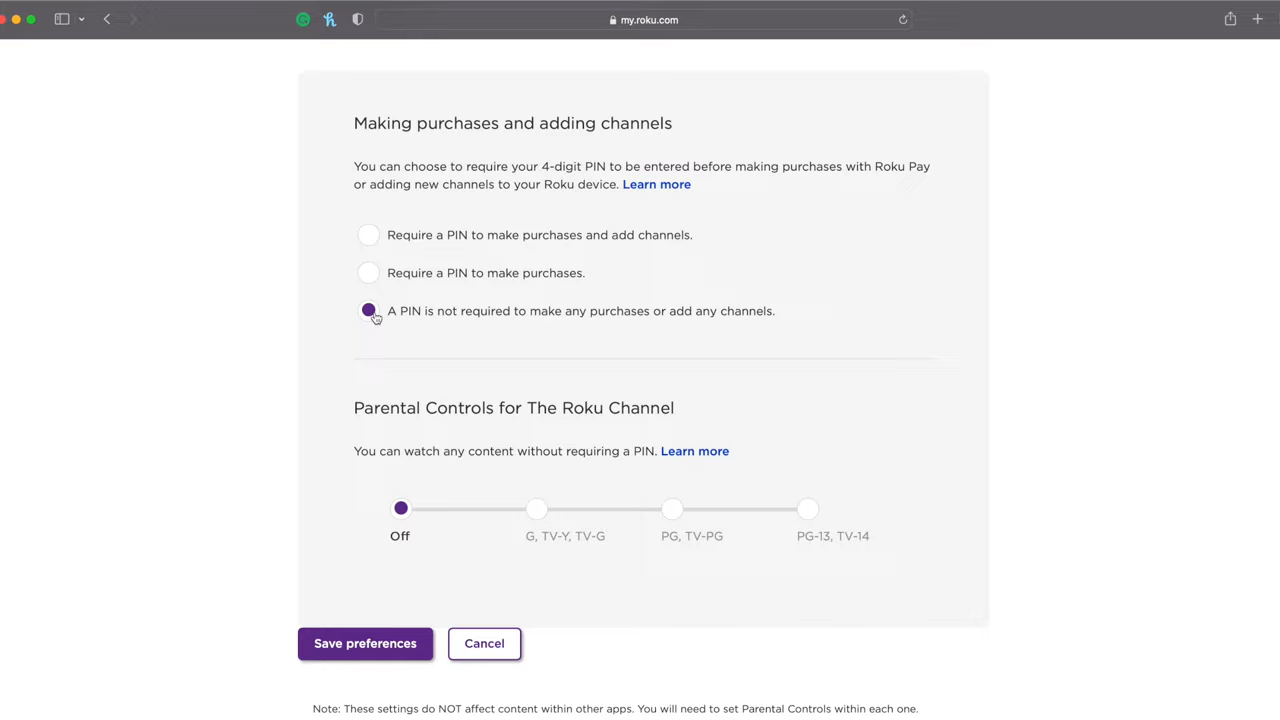 my.roku.com
Making purchases and adding channels
You can choose to require your 4-digit PIN to be entered before making purchases with Roku Pay
or adding new channels to your Roku device. Learn more
Require a PIN to make purchases and add channels.
Require a PIN to make purchases.
A PIN is not required to make any purchases or add any channels.
Parental Controls for The Roku Channel
You can watch any content without requiring a PIN. Learn more
Off G, TV-Y, TV-G PG, TV-PG PG-13, TV-14
Save preferences Cancel
Note: These settings do NOT affect content within other apps. You will need to set Parental Controls within each one.